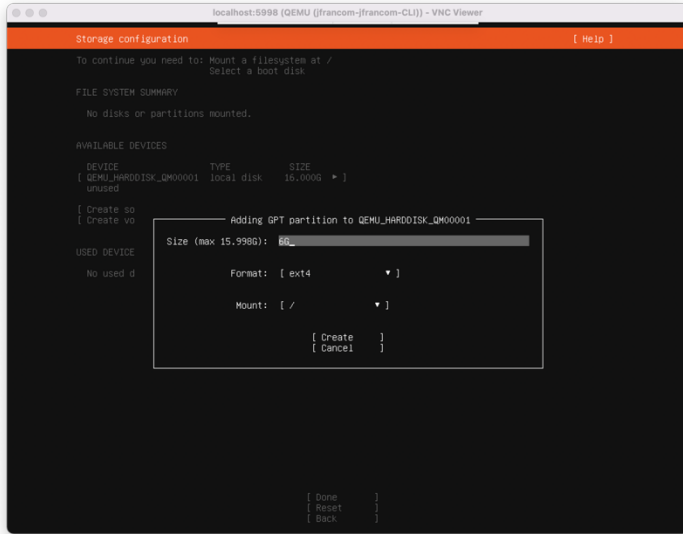 localhost:5998 (QEMU (jfrancom-jfrancom-CLI)) - VNC Viewer
Storage configuration [ Help ]
To continue you need to: Mount a filesystem at /
Select a boot disk
FILE SYSTEM SUMMARY
No disks or partitions mounted.
AVAILABLE DEVICES
DEVICE TYPE SIZE
[ QEMU_HARDDISK_QM00001 local disk 16.000G ▸ ]
unused
[ Create so
[ Create vo
Adding GPT partition to QEMU_HARDDISK_QM00001
Size (max 15.998G): 6G_
Format: [ ext4 ▾ ]
Mount: [ / ▾ ]
[ Create ]
[ Cancel ]
USED DEVICE
No used d
[ Done ]
[ Reset ]
[ Back ]